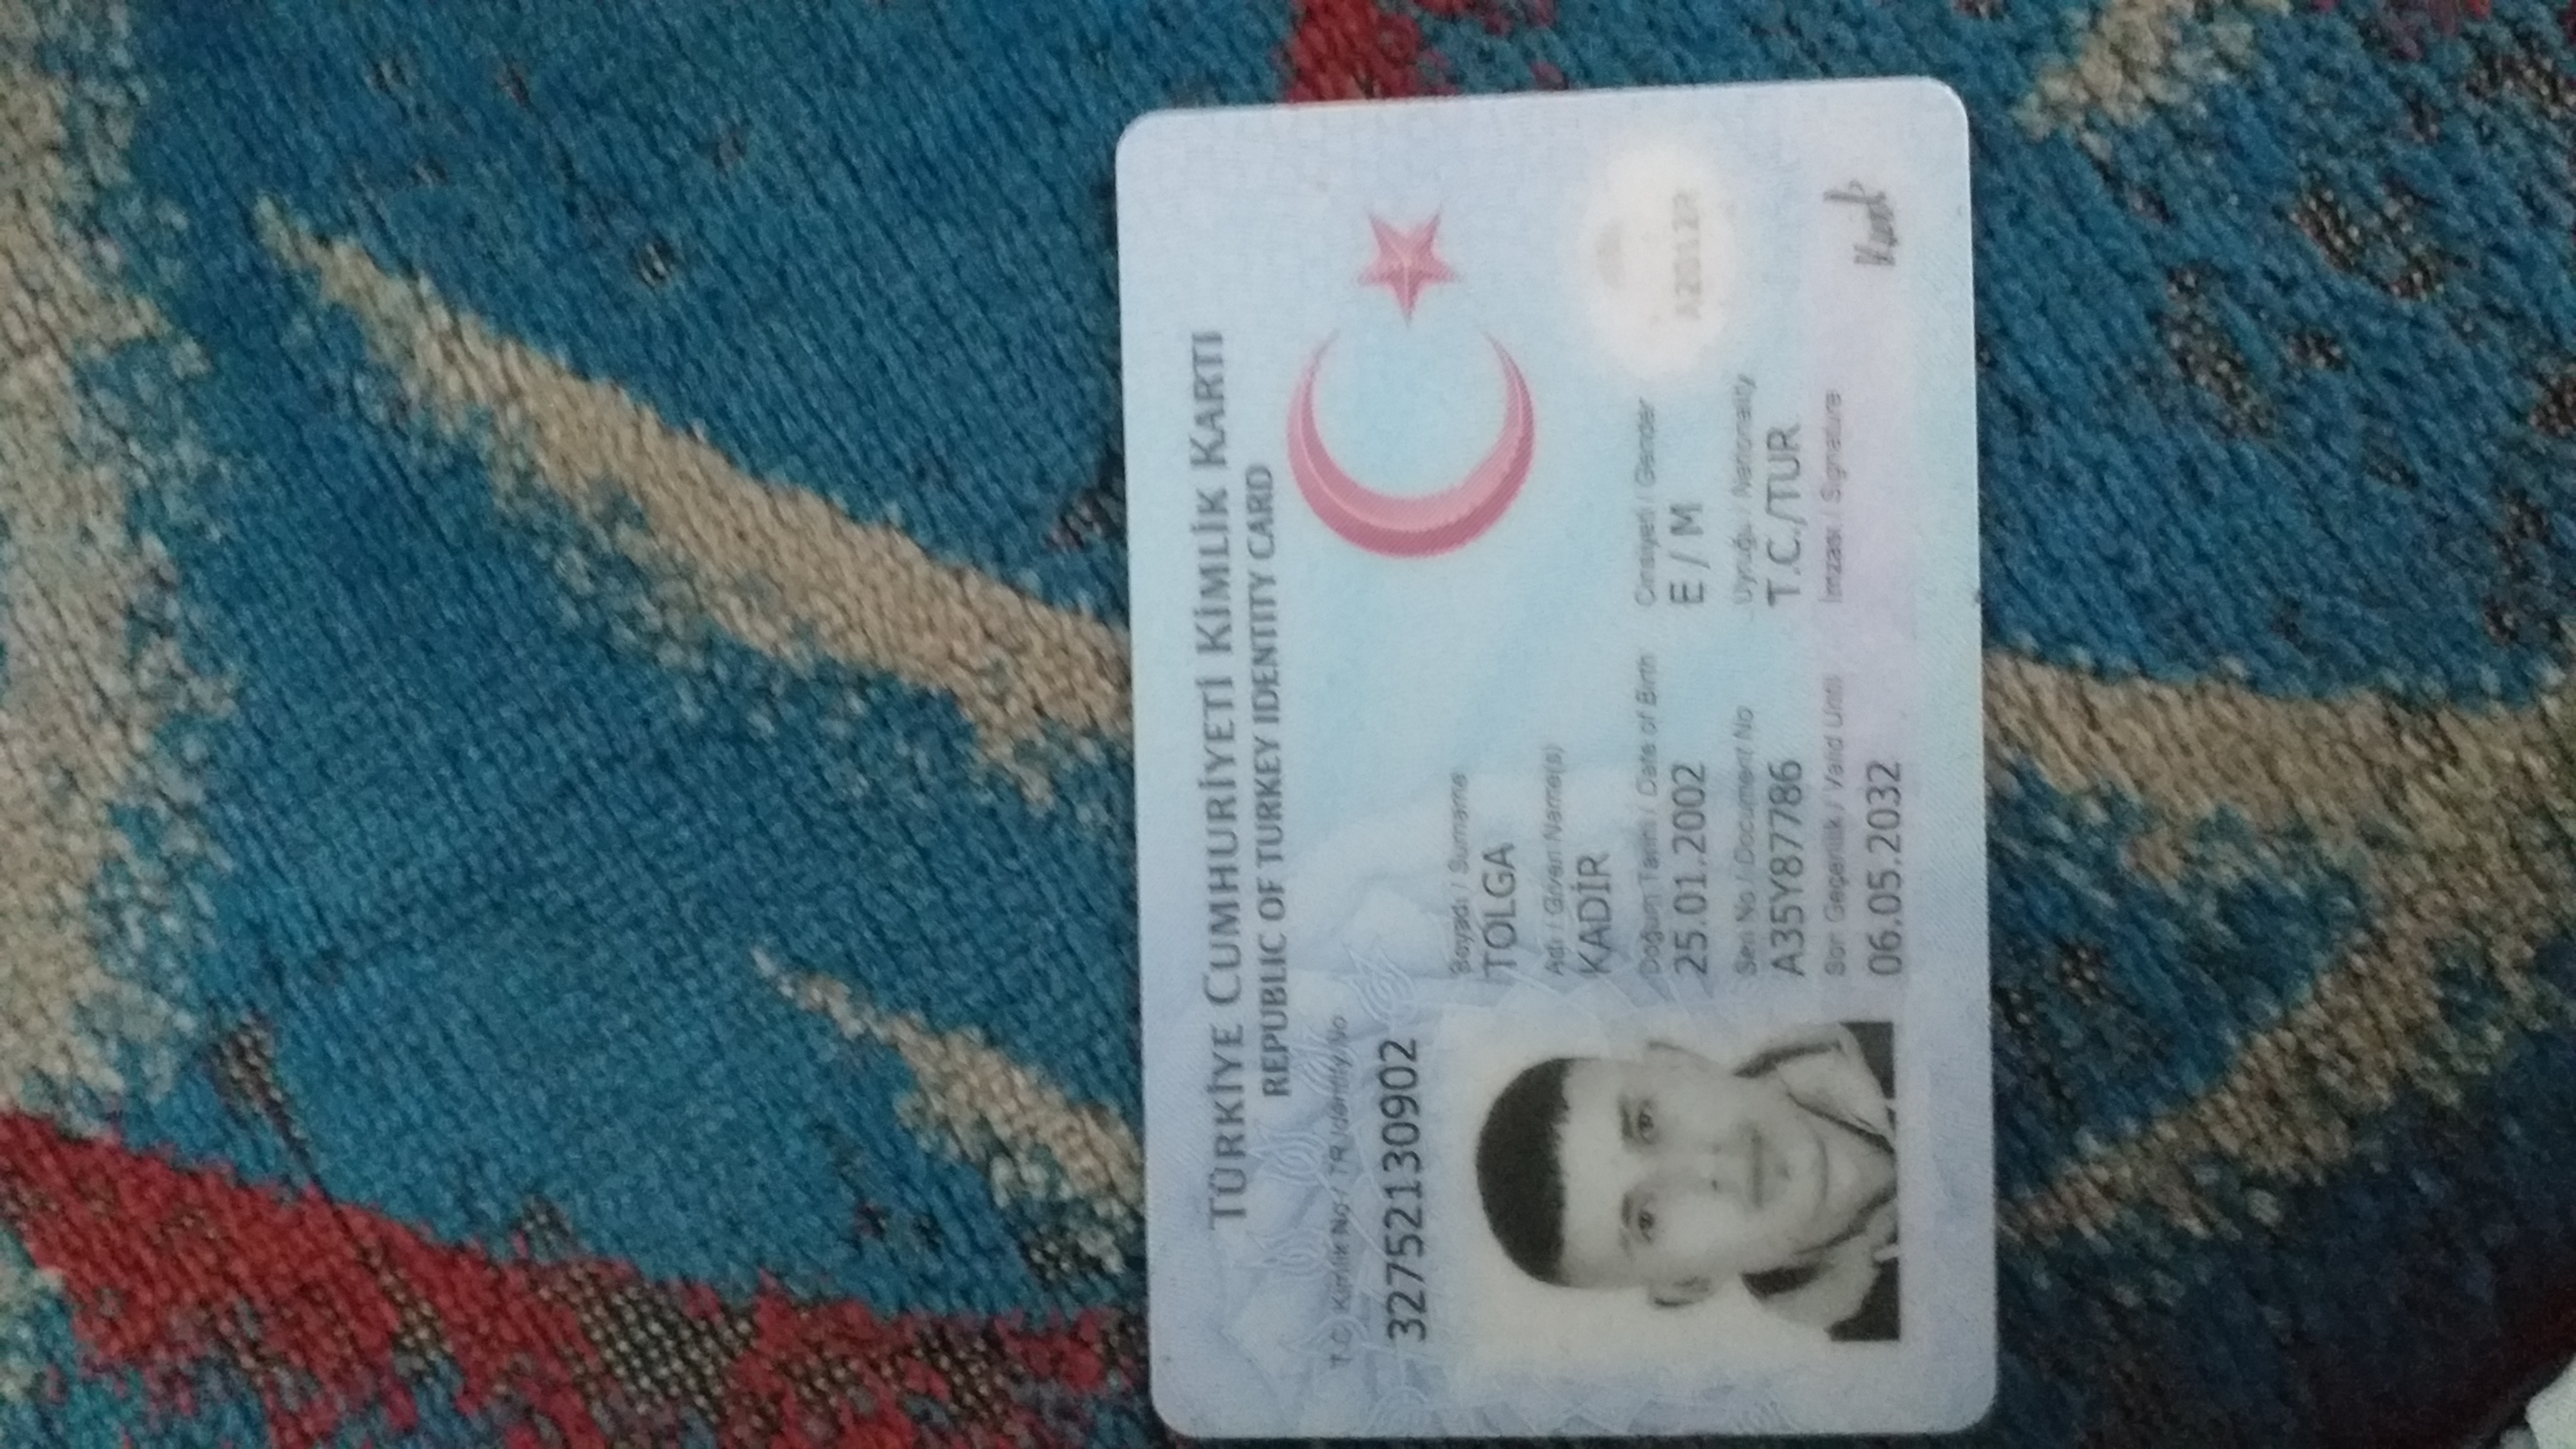 TÜRKİYE CUMHURİYETİ KİMLİK KARTI
REPUBLIC OF TURKEY IDENTITY CARD
T.C. Kimlik No / TR Identity No
32752130902
Soyadı / Surname
TOLGA
Adı / Given Name(s)
KADİR
Doğum Tarihi / Date of Birth
25.01.2002
Cinsiyeti / Gender
E / M
Seri No / Document No
A35Y87786
Uyruğu / Nationality
T.C./TUR
Son Geçerlilik / Valid Until
06.05.2032
İmzası / Signature